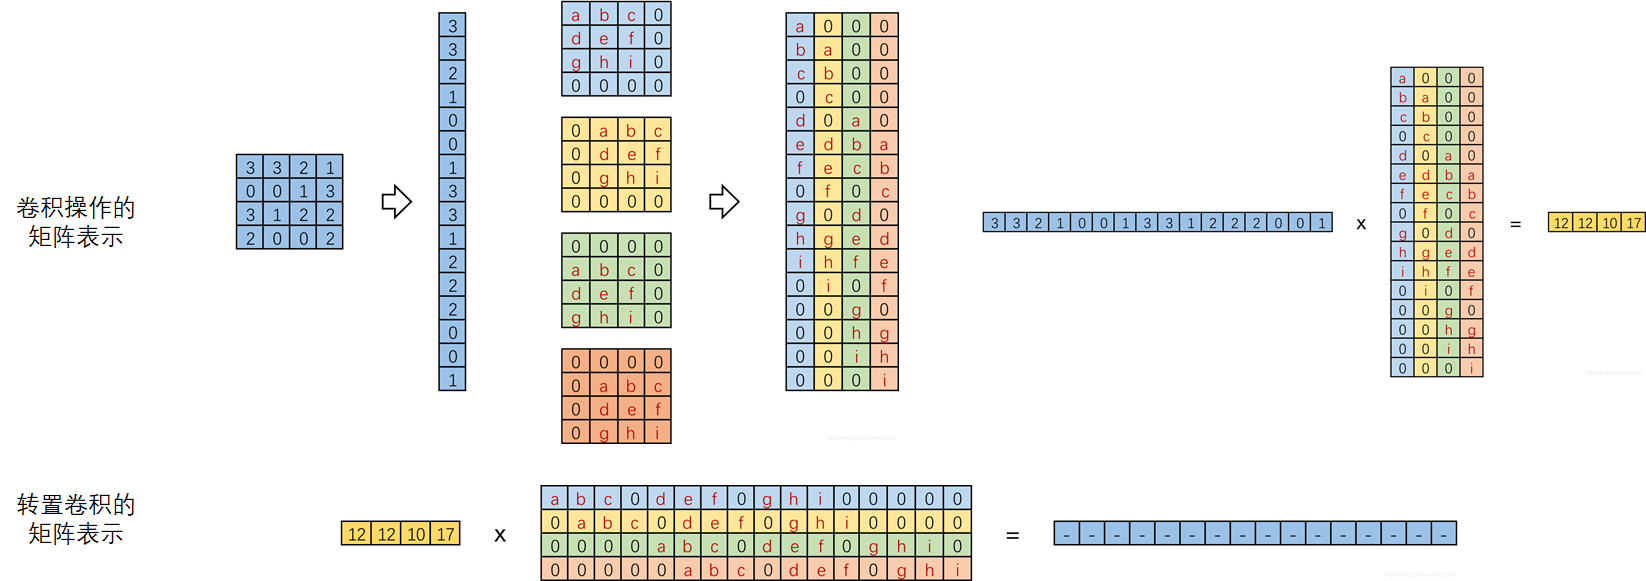 卷积操作的
矩阵表示
3 3 2 1
0 0 1 3
3 1 2 2
2 0 0 2
3
3
2
1
0
0
1
3
3
1
2
2
2
0
0
1
a b c 0
d e f 0
g h i 0
0 0 0 0
0 a b c
0 d e f
0 g h i
0 0 0 0
0 0 0 0
a b c 0
d e f 0
g h i 0
0 0 0 0
0 a b c
0 d e f
0 g h i
a 0 0 0
b a 0 0
c b 0 0
0 c 0 0
d 0 a 0
e d b a
f e c b
0 f 0 c
g 0 d 0
h g e d
i h f e
0 i 0 f
0 0 g 0
0 0 h g
0 0 i h
0 0 0 i
3 3 2 1 0 0 1 3 3 1 2 2 2 0 0 1
x
a 0 0 0
b a 0 0
c b 0 0
0 c 0 0
d 0 a 0
e d b a
f e c b
0 f 0 c
g 0 d 0
h g e d
i h f e
0 i 0 f
0 0 g 0
0 0 h g
0 0 i h
0 0 0 i
=
12 12 10 17
转置卷积的
矩阵表示
12 12 10 17
x
a b c 0 d e f 0 g h i 0 0 0 0 0
0 a b c 0 d e f 0 g h i 0 0 0 0
0 0 0 0 a b c 0 d e f 0 g h i 0
0 0 0 0 0 a b c 0 d e f 0 g h i
=
- - - - - - - - - - - - - - - -